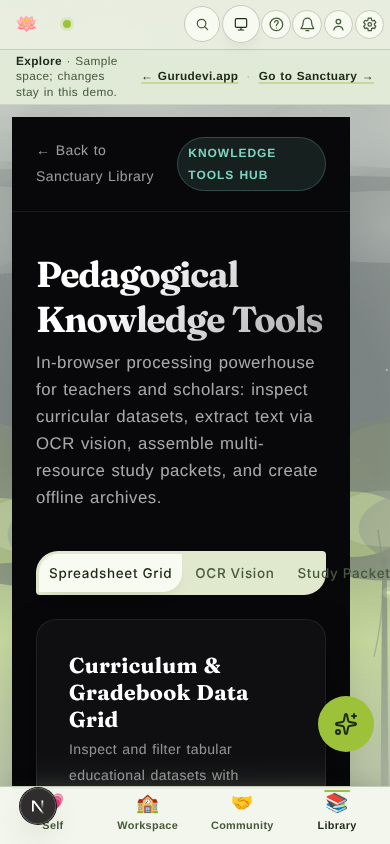 Explore · Sample
space; changes
stay in this demo.
← Gurudevi.app · Go to Sanctuary →
← Back to
Sanctuary Library
KNOWLEDGE
TOOLS HUB
Pedagogical
Knowledge Tools
In-browser processing powerhouse
for teachers and scholars: inspect
curricular datasets, extract text via
OCR vision, assemble multi-
resource study packets, and create
offline archives.
Spreadsheet Grid OCR Vision Study Packet
Curriculum &
Gradebook Data
Grid
Inspect and filter tabular
educational datasets with
N
Self Workspace Community Library